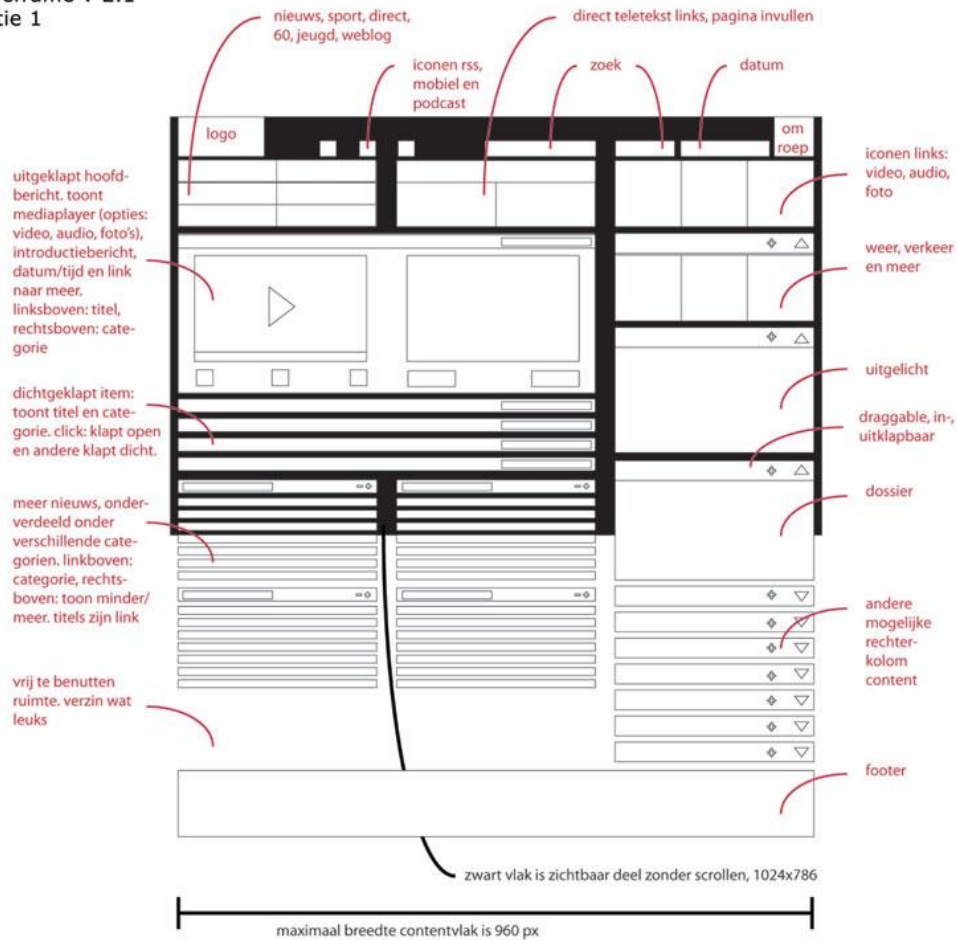 tie 1
nieuws, sport, direct,
60, jeugd, weblog
direct teletekst links, pagina invullen
iconen rss,
mobiel en
podcast
zoek
datum
logo
om
roep
iconen links:
video, audio,
foto
uitgeklapt hoofd-
bericht. toont
mediaplayer (opties:
video, audio, foto's),
introductiebericht,
datum/tijd en link
naar meer.
linksboven: titel,
rechtsboven: cate-
gorie
weer, verkeer
en meer
uitgelicht
dichtgeklapt item:
toont titel en cate-
gorie. click: klapt open
en andere klapt dicht.
draggable, in-,
uitklapbaar
dossier
meer nieuws, onder-
verdeeld onder
verschillende cate-
gorien. linkboven:
categorie, rechts-
boven: toon minder/
meer. titels zijn link
andere
mogelijke
rechter-
kolom
content
vrij te benutten
ruimte. verzin wat
leuks
footer
zwart vlak is zichtbaar deel zonder scrollen, 1024x786
maximaal breedte contentvlak is 960 px